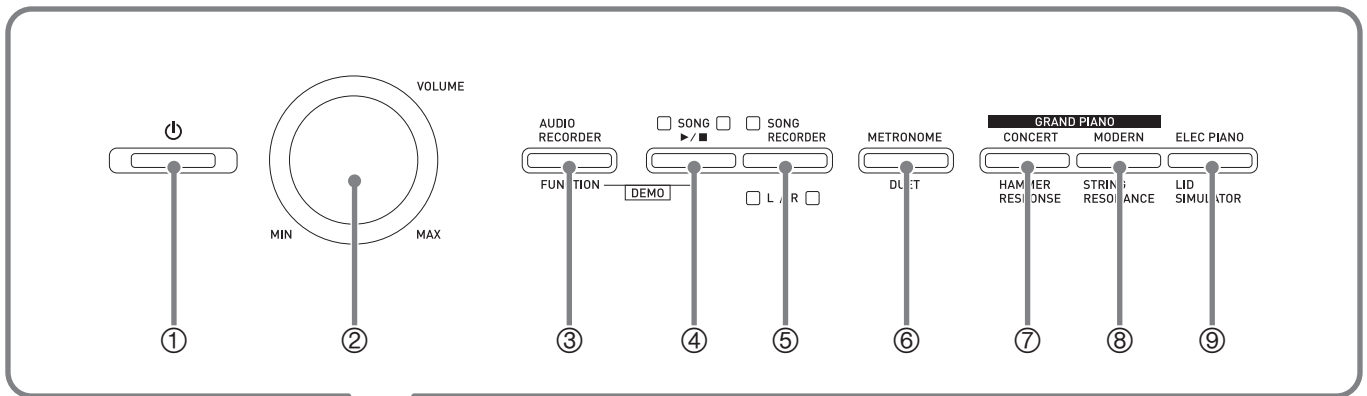 VOLUME
MIN
MAX
AUDIO
RECORDER
FUNCTION
DEMO
SONG
►/■
SONG
RECORDER
L / R
METRONOME
DUET
GRAND PIANO
CONCERT
MODERN
ELEC PIANO
HAMMER
RESPONSE
STRING
RESONANCE
LID
SIMULATOR
① ② ③ ④ ⑤ ⑥ ⑦ ⑧ ⑨